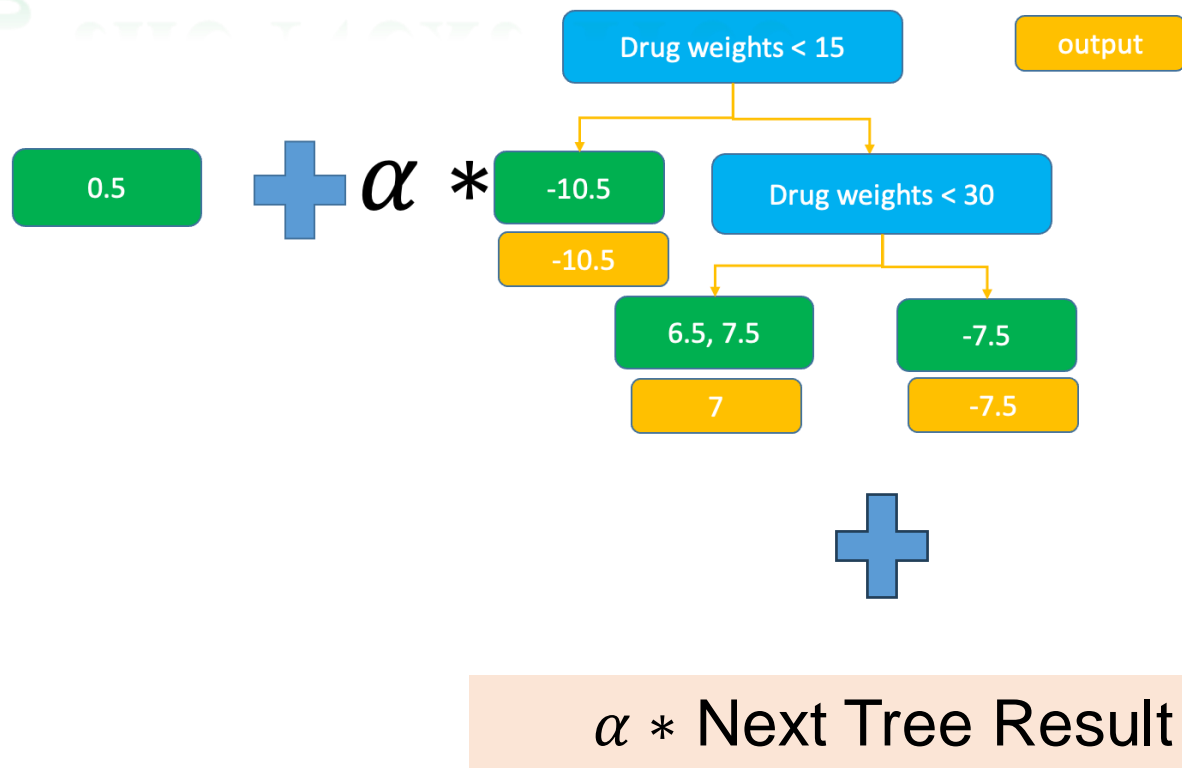 Drug weights < 15
output
0.5
α *
-10.5
Drug weights < 30
-10.5
6.5, 7.5
-7.5
7
-7.5
α * Next Tree Result